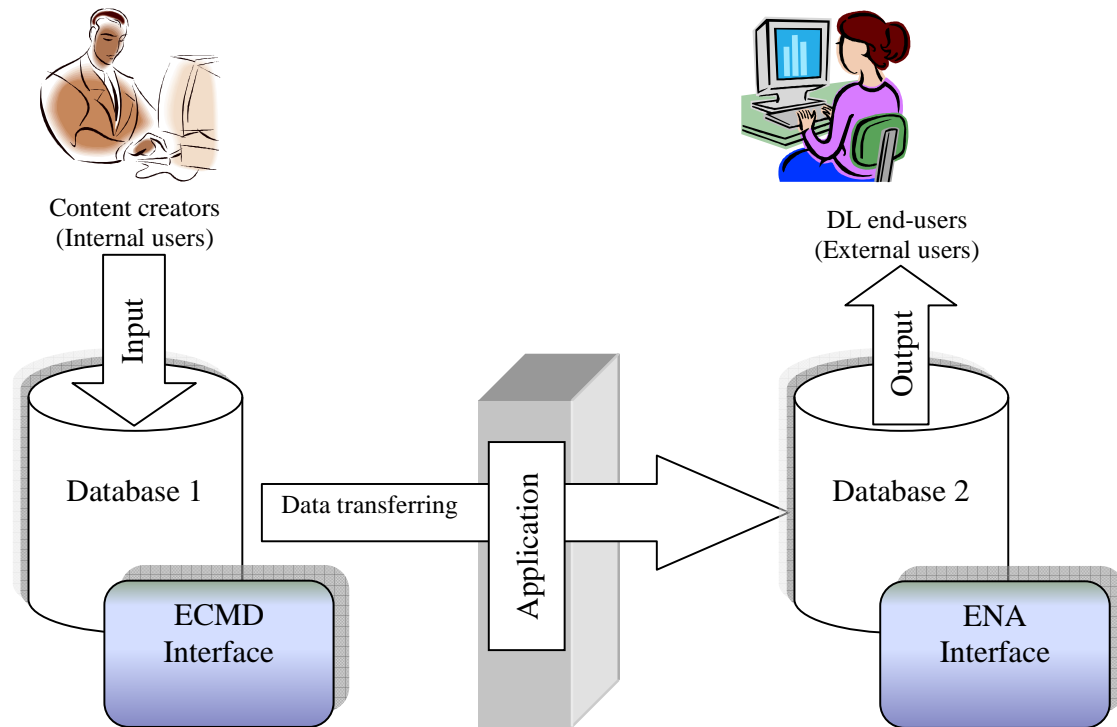 Content creators
(Internal users)
DL end-users
(External users)
Input
Output
Database 1
Data transferring
Application
Database 2
ECMD
Interface
ENA
Interface